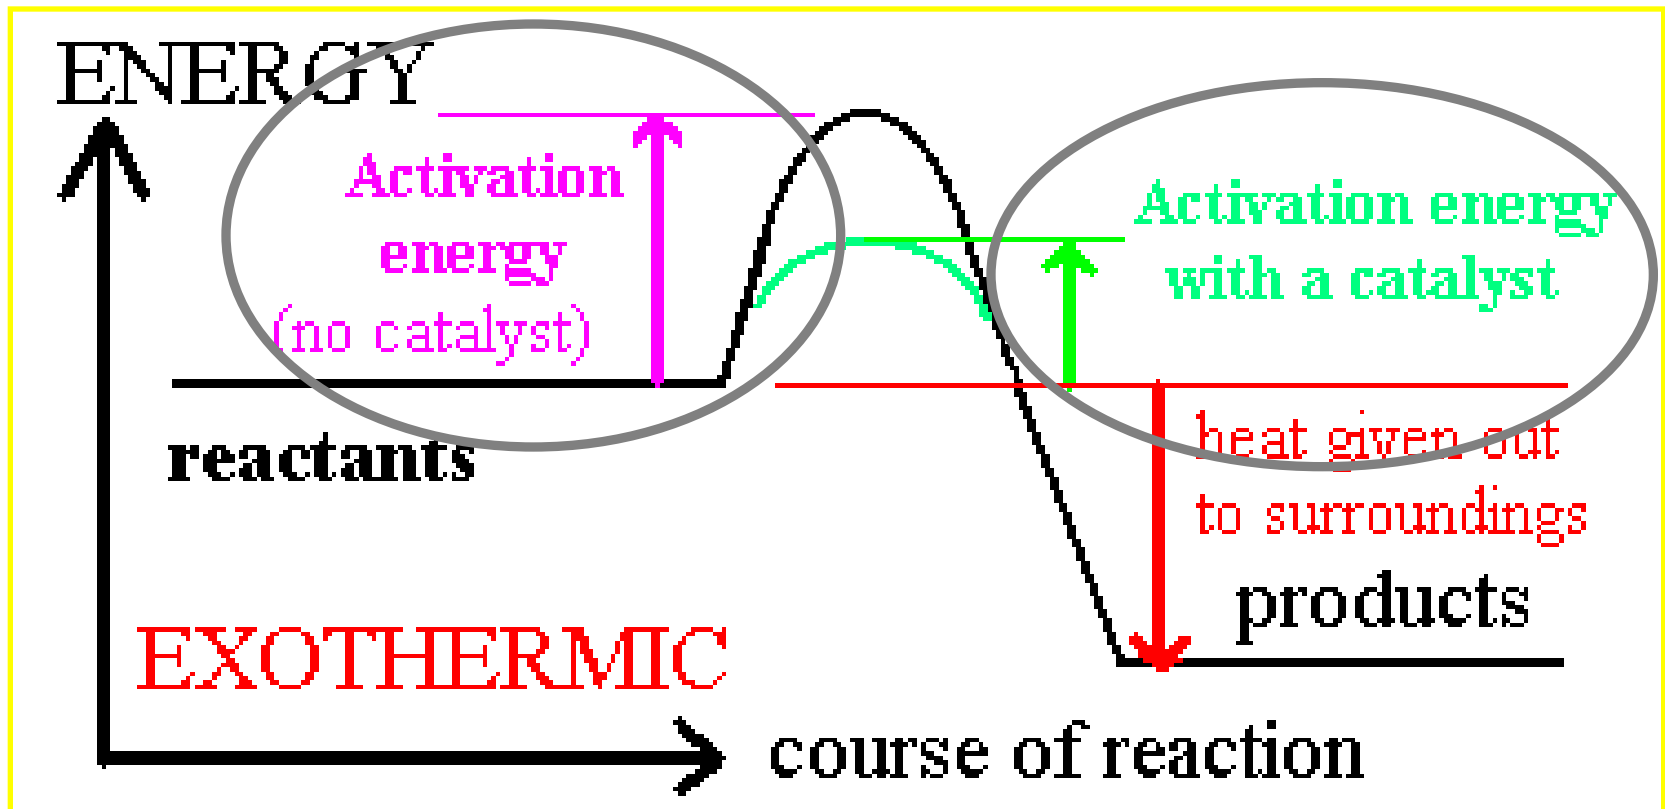 ENERGY
Activation
energy
(no catalyst)
Activation energy
with a catalyst
reactants
heat given out
to surroundings
products
EXOTHERMIC
course of reaction